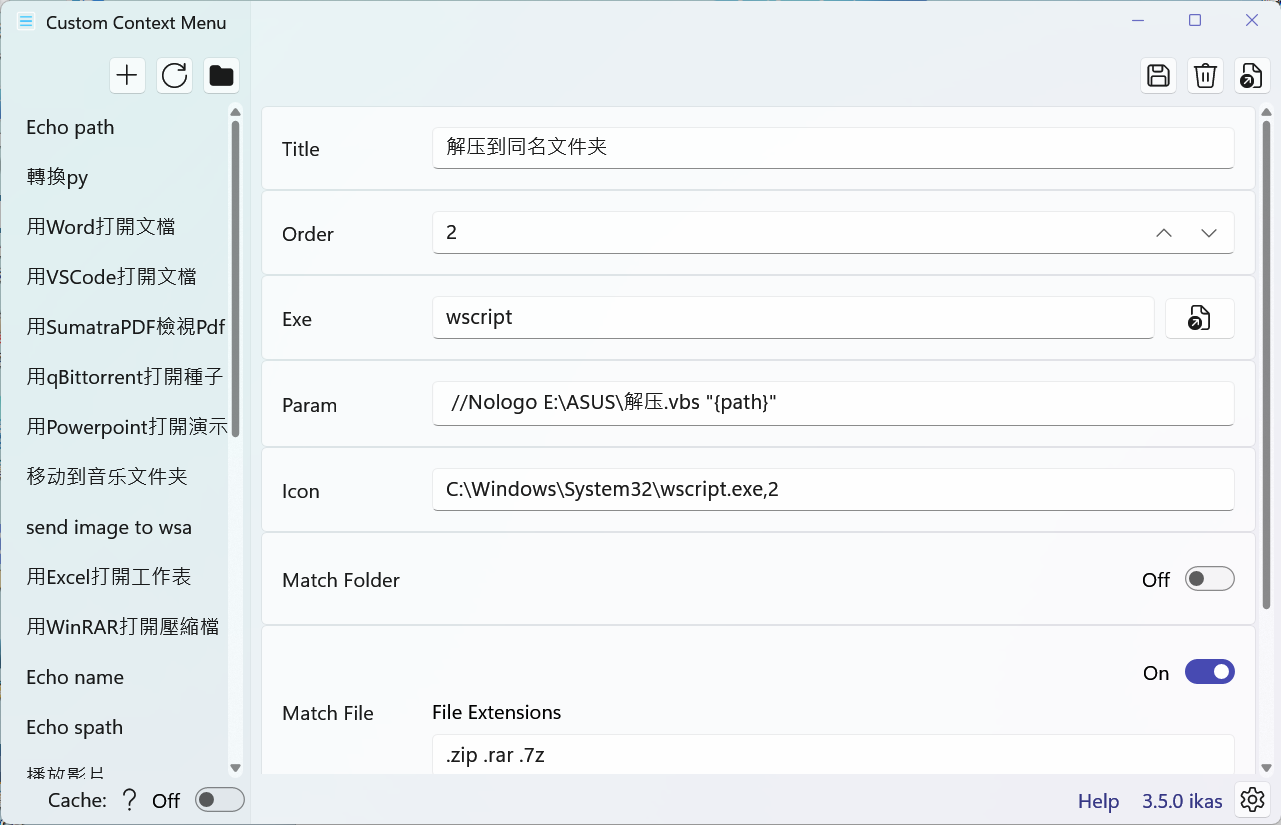 Custom Context Menu
Echo path
轉換py
用Word打開文檔
用VSCode打開文檔
用SumatraPDF檢視Pdf
用qBittorrent打開種子
用Powerpoint打開演示
移动到音乐文件夹
send image to wsa
用Excel打開工作表
用WinRAR打開壓縮檔
Echo name
Echo spath
播放影片
Cache: ? Off
Title 解压到同名文件夹
Order 2
Exe wscript
Param //Nologo E:\ASUS\解压.vbs "{path}"
Icon C:\Windows\System32\wscript.exe,2
Match Folder Off
On
Match File File Extensions
.zip .rar .7z
Help 3.5.0 ikas